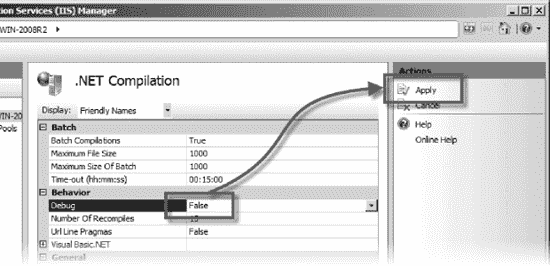 tion Services (IIS) Manager
WIN-2008R2
.NET Compilation
Display: Friendly Names
Batch
Batch Compilations True
Maximum File Size 1000
Maximum Size Of Batch 1000
Time-out (hh:mm:ss) 00:15:00
Behavior
Debug False
Number Of Recompiles 15
Url Line Pragmas False
Visual Basic.NET
General
WIN-20
Pools
Actions
Apply
Cancel
Help
Online Help